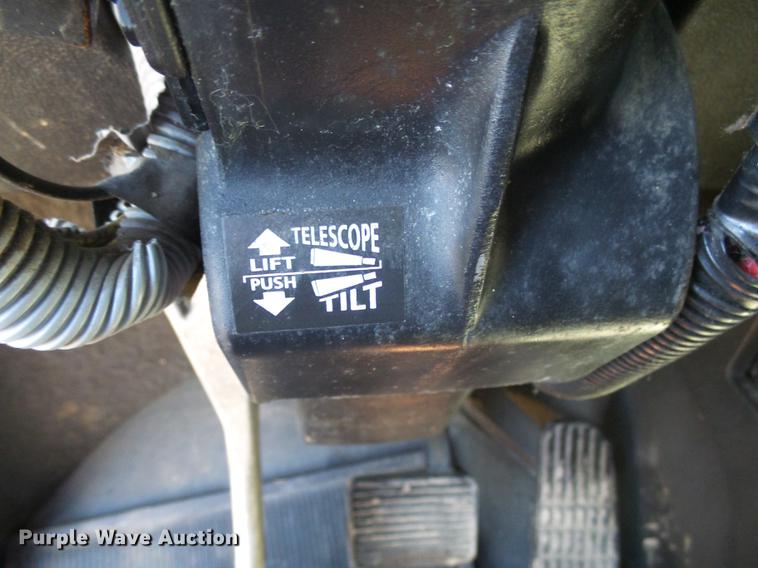 TELESCOPE
LIFT
PUSH
TILT
Purple Wave Auction